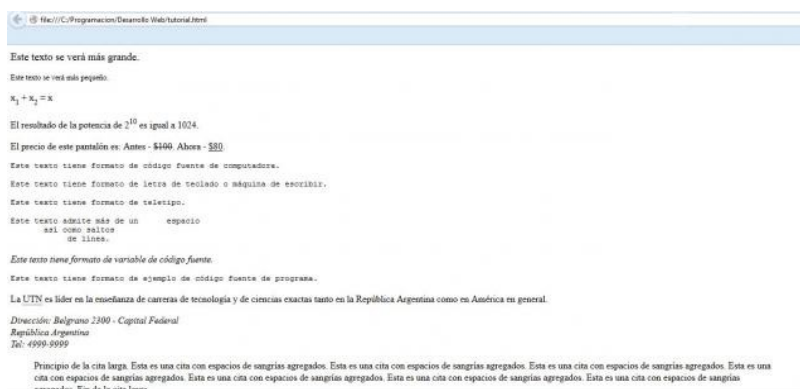 file:///C:/Programacion/Desarrollo Web/tutorial.html
Este texto se verá más grande.
Este texto se verá más pequeño.
x1 + x2 = x
El resultado de la potencia de 2^10 es igual a 1024.
El precio de este pantalón es: Antes - $100. Ahora - $80.
Este texto tiene formato de código fuente de computadora.
Este texto tiene formato de letra de teclado o máquina de escribir.
Este texto tiene formato de teletipo.
Este texto admite más de un espacio
así como saltos
de línea.
Este texto tiene formato de variable de código fuente.
Este texto tiene formato de ejemplo de código fuente de programa.
La UTN es líder en la enseñanza de carreras de tecnología y de ciencias exactas tanto en la República Argentina como en América en general.
Dirección: Belgrano 2300 - Capital Federal
República Argentina
Tel: 4999-9999
Principio de la cita larga. Esta es una cita con espacios de sangrías agregados. Esta es una cita con espacios de sangrías agregados. Esta es una cita con espacios de sangrías agregados. Esta es una
cita con espacios de sangrías agregados. Esta es una cita con espacios de sangrías agregados. Esta es una cita con espacios de sangrías agregados. Esta es una cita con espacios de sangrías
agregados. Fin de la cita larga.